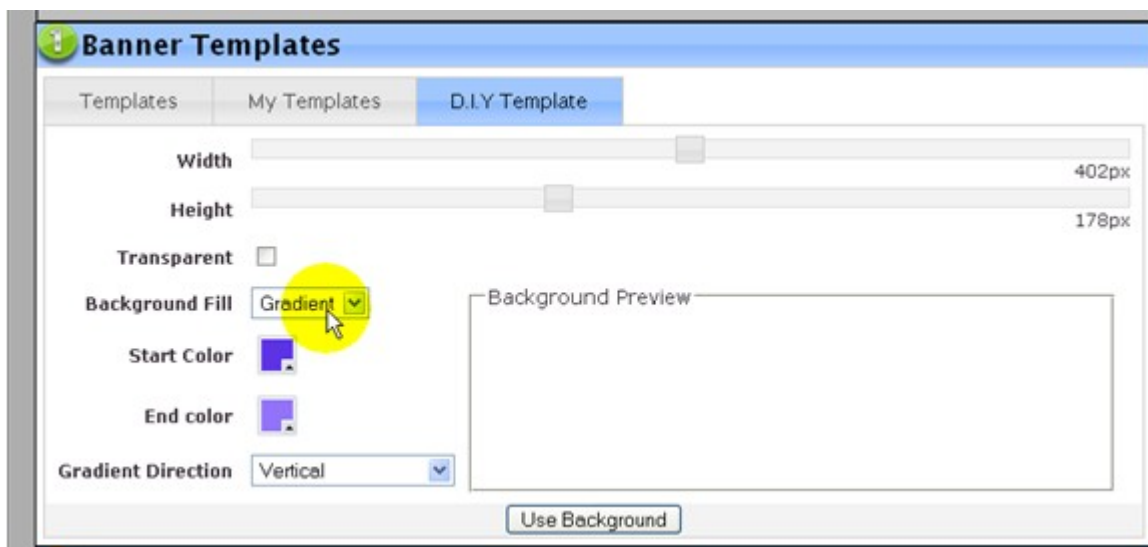 1 Banner Templates
Templates My Templates D.I.Y Template
Width
402px
Height
178px
Transparent
Background Fill Gradient Background Preview
Start Color
End color
Gradient Direction Vertical
Use Background